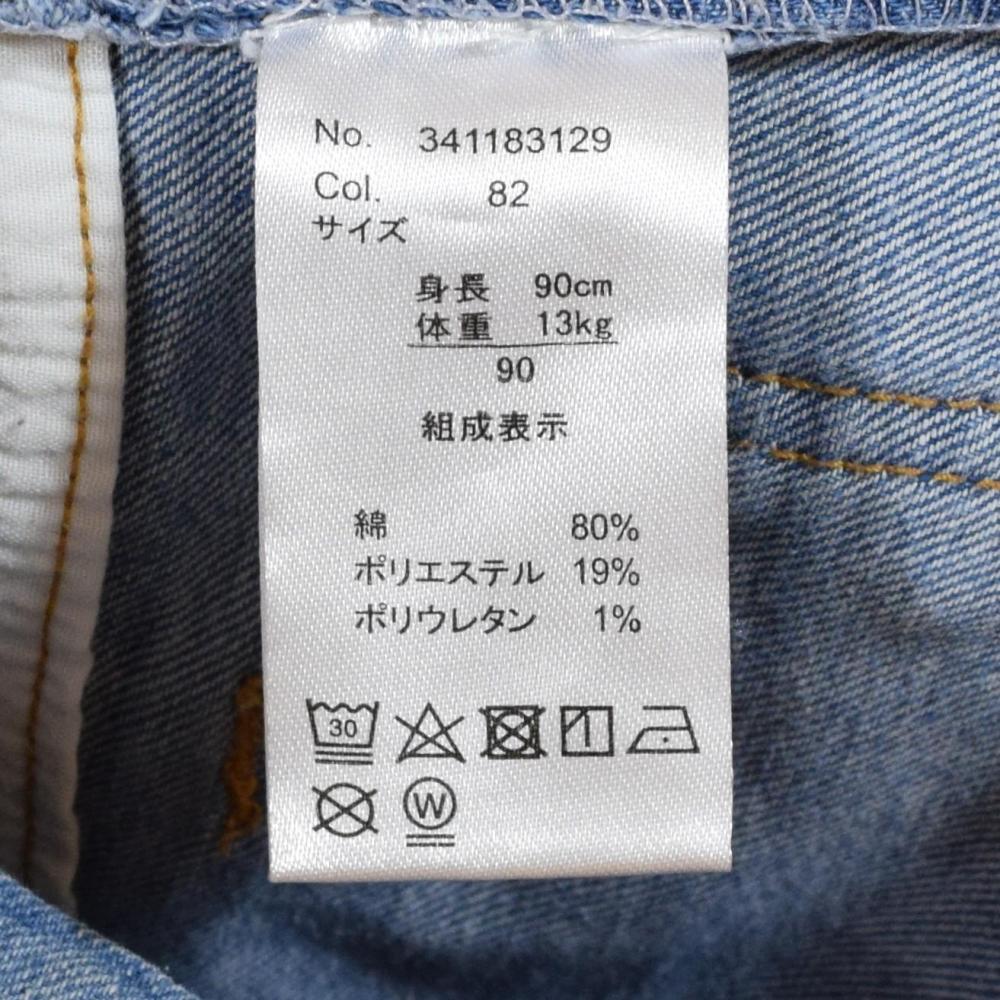 No. 341183129
Col. 82
サイズ
身長 90cm
体重 13kg
90
組成表示
綿 80%
ポリエステル 19%
ポリウレタン 1%
30
W